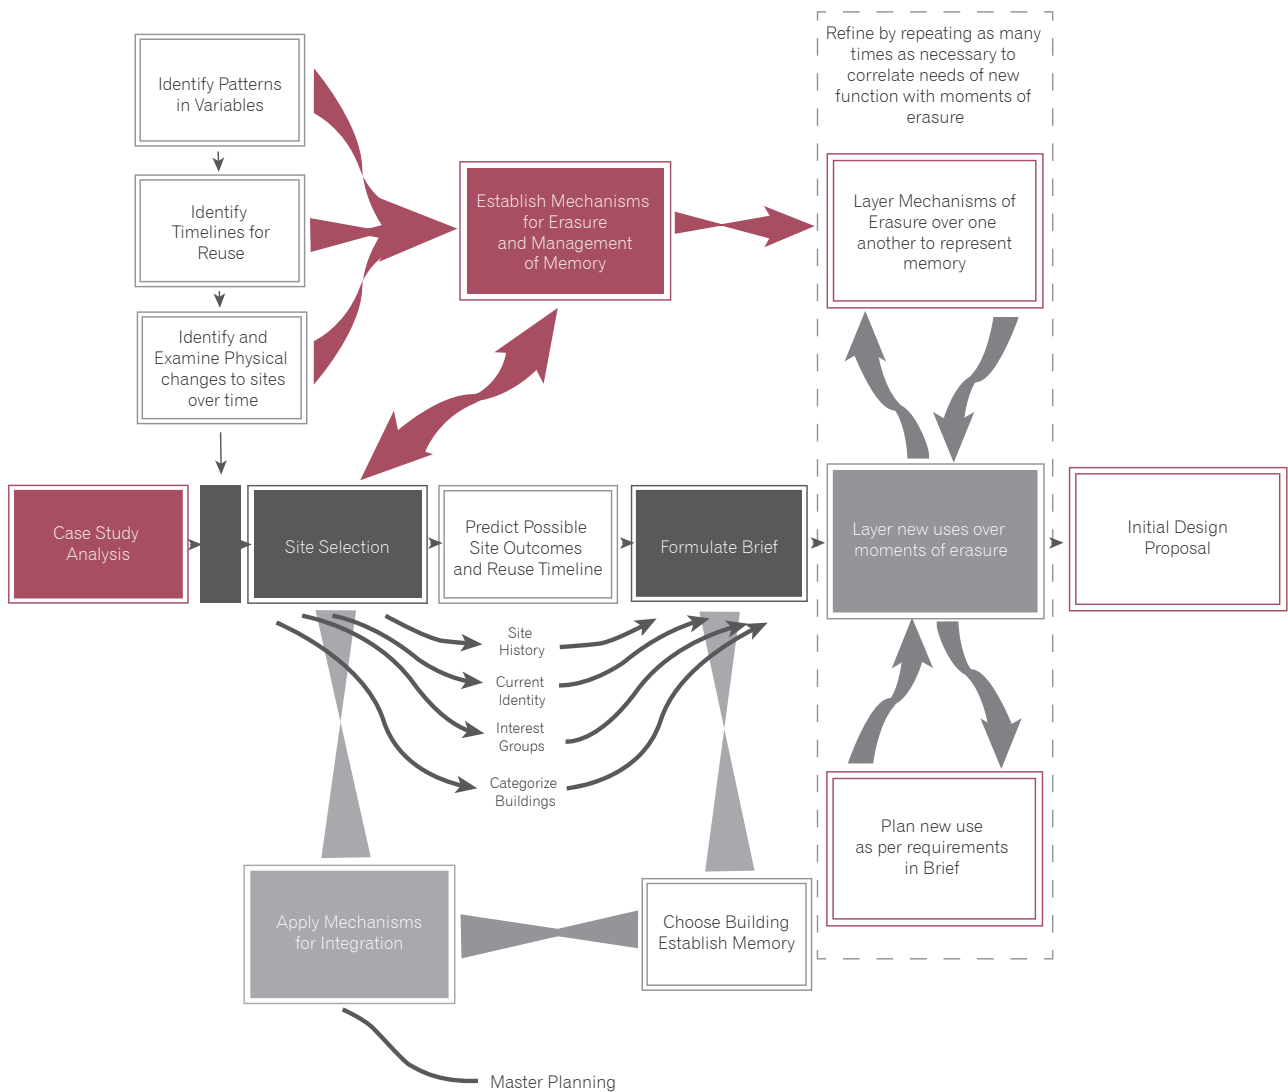 Identify Patterns
in Variables
Identify
Timelines for
Reuse
Identify and
Examine Physical
changes to sites
over time
Establish Mechanisms
for Erasure
and Management
of Memory
Refine by repeating as many
times as necessary to
correlate needs of new
function with moments of
erasure
Layer Mechanisms of
Erasure over one
another to represent
memory
Case Study
Analysis
Site Selection
Predict Possible
Site Outcomes
and Reuse Timeline
Formulate Brief
Layer new uses over
moments of erasure
Initial Design
Proposal
Site
History
Current
Identity
Interest
Groups
Categorize
Buildings
Plan new use
as per requirements
in Brief
Apply Mechanisms
for Integration
Choose Building
Establish Memory
Master Planning